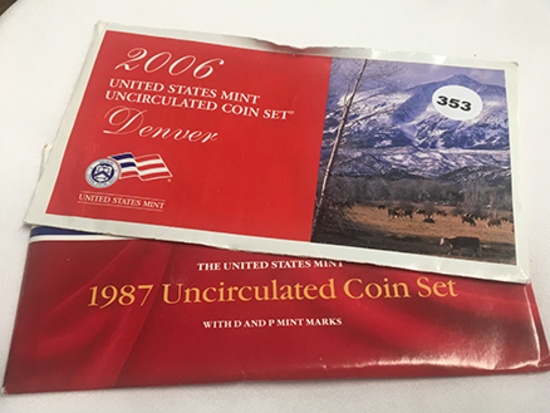 2006
UNITED STATES MINT
UNCIRCULATED COIN SET®
Denver
353
UNITED STATES MINT
THE UNITED STATES MINT
1987 Uncirculated Coin Set
WITH D AND P MINT MARKS